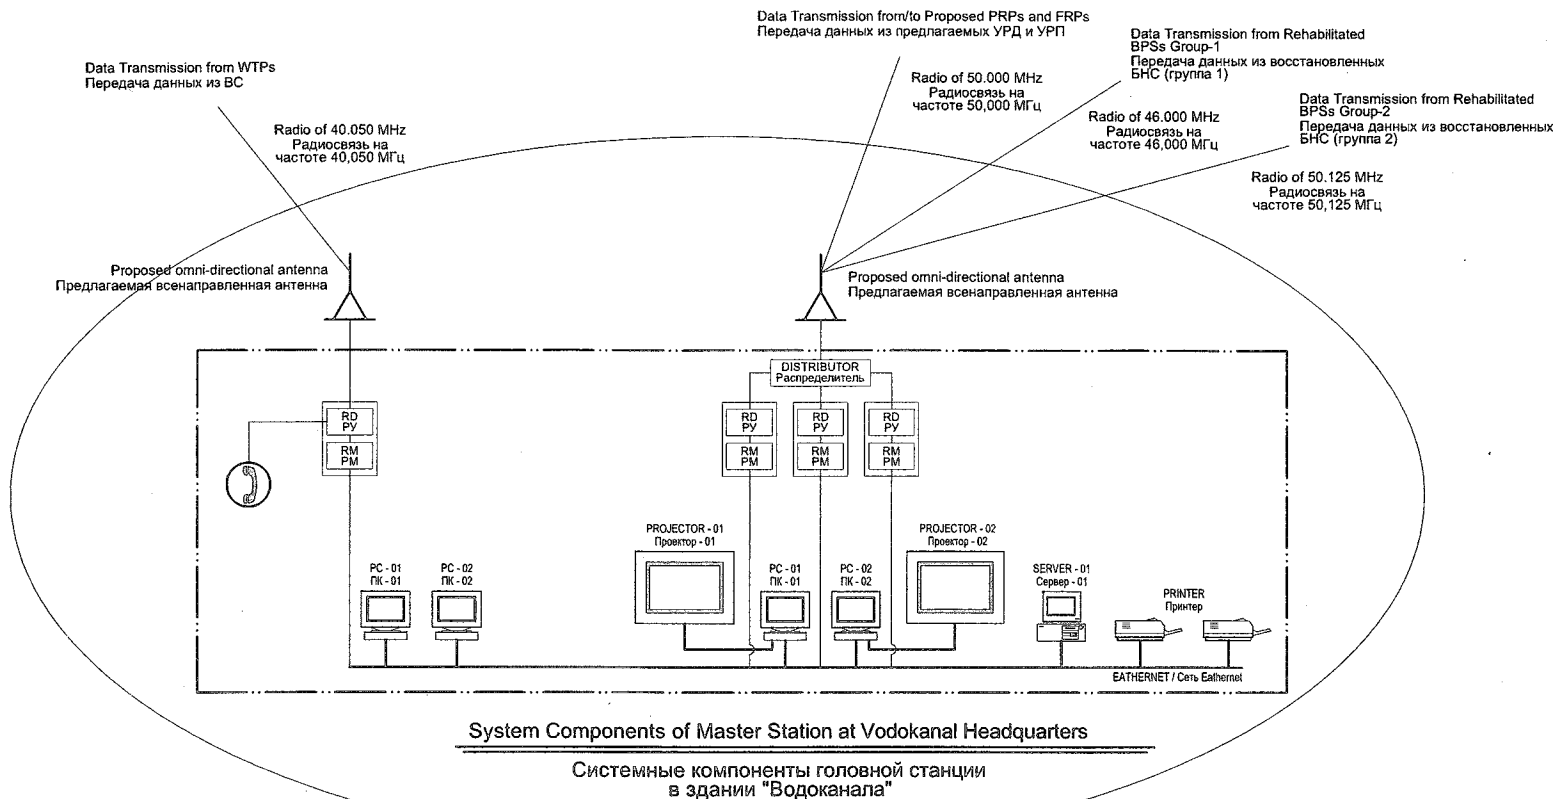 Data Transmission from WTPs
Передача данных из ВС
Radio of 40.050 MHz
Радиосвязь на
частоте 40,050 МГц
Data Transmission from/to Proposed PRPs and FRPs
Передача данных из предлагаемых УРД и УРП
Radio of 50.000 MHz
Радиосвязь на
частоте 50,000 МГц
Data Transmission from Rehabilitated
BPSs Group-1
Передача данных из восстановленных
БНС (группа 1)
Radio of 46.000 MHz
Радиосвязь на
частоте 46,000 МГц
Data Transmission from Rehabilitated
BPSs Group-2
Передача данных из восстановленных
БНС (группа 2)
Radio of 50.125 MHz
Радиосвязь на
частоте 50,125 МГц
Proposed omni-directional antenna
Предлагаемая всенаправленная антенна
Proposed omni-directional antenna
Предлагаемая всенаправленная антенна
DISTRIBUTOR
Распределитель
RD
РУ
RM
РМ
RD
РУ
RM
РМ
RD
РУ
RM
РМ
RD
РУ
RM
РМ
PC - 01
ПК - 01
PC - 02
ПК - 02
PROJECTOR - 01
Проектор - 01
PC - 01
ПК - 01
PC - 02
ПК - 02
PROJECTOR - 02
Проектор - 02
SERVER - 01
Сервер - 01
PRINTER
Принтер
EATHERNET / Сеть Eathernet
System Components of Master Station at Vodokanal Headquarters
Системные компоненты головной станции
в здании "Водоканала"